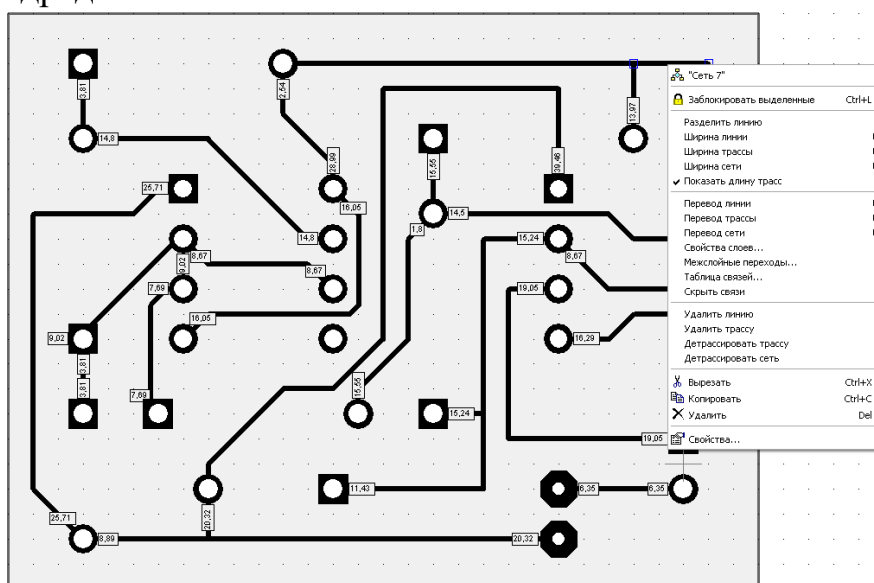 3,81
2,54
13,97
14,8
15,55
28,99
39,46
25,71
16,05
14,5
1,8
14,8
15,24
9,02
8,67
8,67
8,67
7,69
19,05
16,05
9,02
16,29
3,81
3,81
7,69
15,55
15,24
19,05
11,43
6,35
6,35
25,71
20,32
8,89
20,32
"Сеть 7"
Заблокировать выделенные Ctrl+L
Разделить линию
Ширина линии
Ширина трассы
Ширина сети
Показать длину трасс
Перевод линии
Перевод трассы
Перевод сети
Свойства слоев...
Межслойные переходы...
Таблица связей...
Скрыть связи
Удалить линию
Удалить трассу
Детрассировать трассу
Детрассировать сеть
Вырезать Ctrl+X
Копировать Ctrl+C
Удалить Del
Свойства...